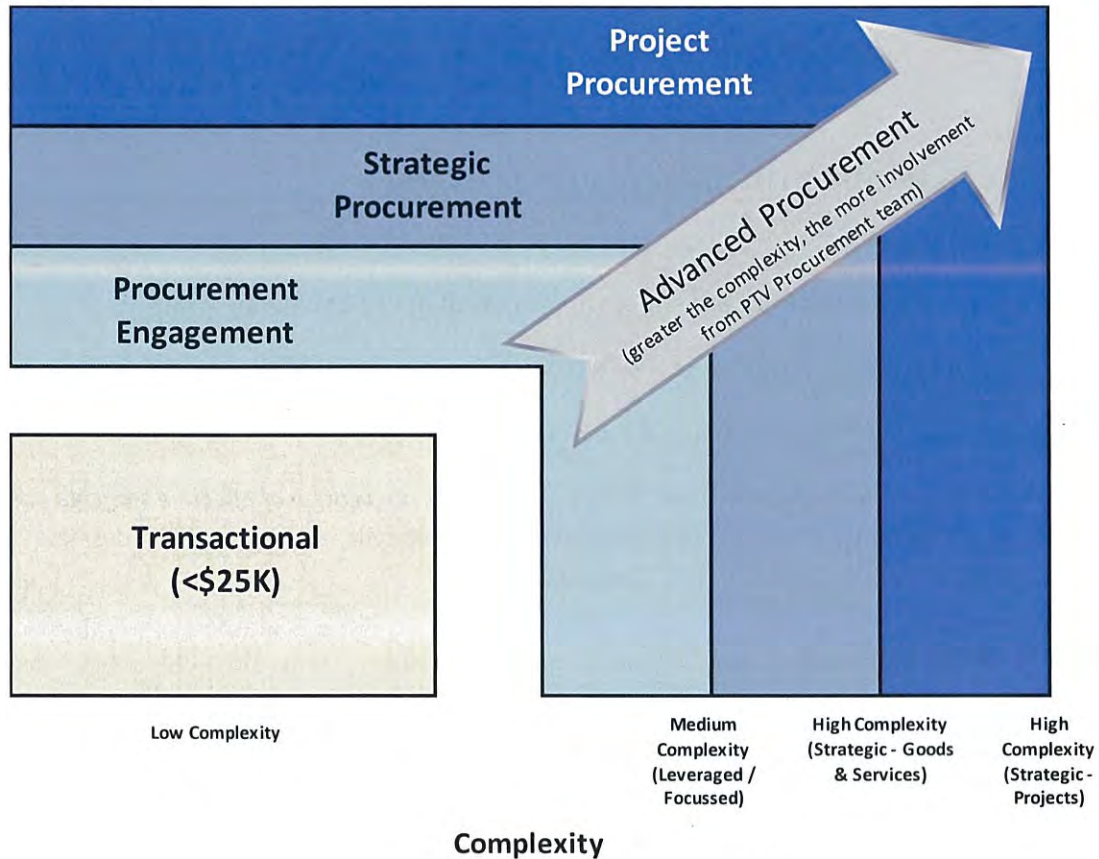 Project
Procurement
Strategic
Procurement
Advanced Procurement
(greater the complexity, the more involvement
from PTV Procurement team)
Procurement
Engagement
Transactional
(<$25K)
Low Complexity
Medium
Complexity
(Leveraged /
Focussed)
High Complexity
(Strategic - Goods
& Services)
High
Complexity
(Strategic -
Projects)
Complexity